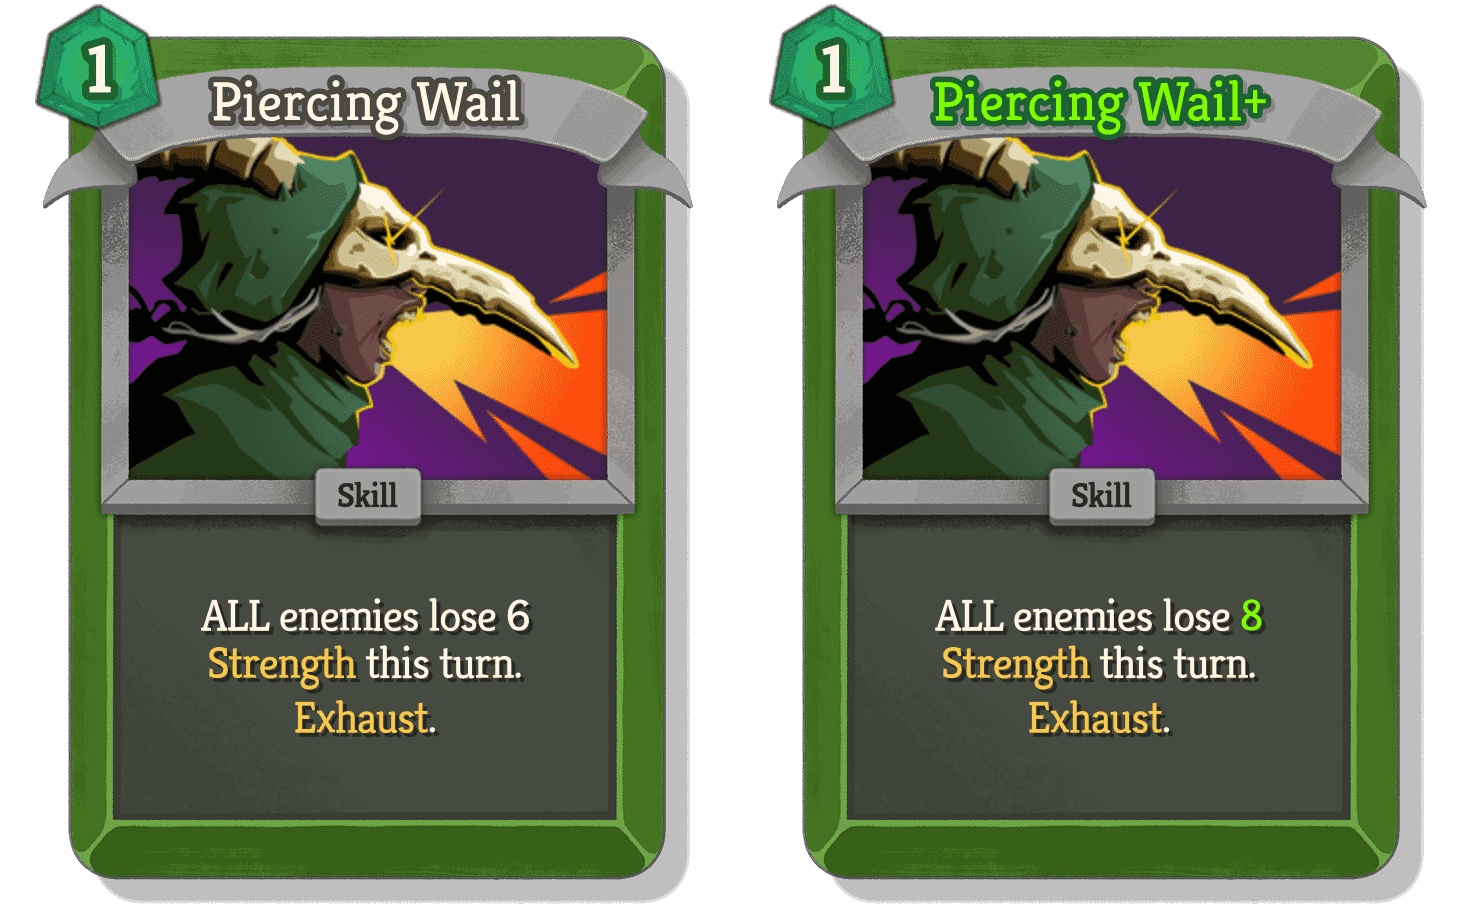 1
Piercing Wail
Skill
ALL enemies lose 6
Strength this turn.
Exhaust.
1
Piercing Wail+
Skill
ALL enemies lose 8
Strength this turn.
Exhaust.